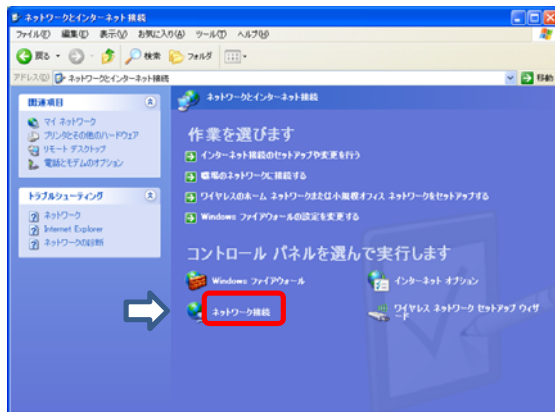 ネットワークとインターネット接続
ファイル(F) 編集(E) 表示(V) お気に入り(A) ツール(T) ヘルプ(H)
戻る 検索 フォルダ
アドレス(D) ネットワークとインターネット接続 移動
関連項目
マイ ネットワーク
プリンタとその他のハードウェア
リモート デスクトップ
電話とモデムのオプション
トラブルシューティング
ネットワーク
Internet Explorer
ネットワークの診断
ネットワークとインターネット接続
作業を選びます
インターネット接続のセットアップや変更を行う
職場のネットワークに接続する
ワイヤレスのホーム ネットワークまたは小規模オフィス ネットワークをセットアップする
Windows ファイアウォールの設定を変更する
コントロール パネルを選んで実行します
Windows ファイアウォール
インターネット オプション
ネットワーク接続
ワイヤレス ネットワーク セットアップ ウィザ
ード